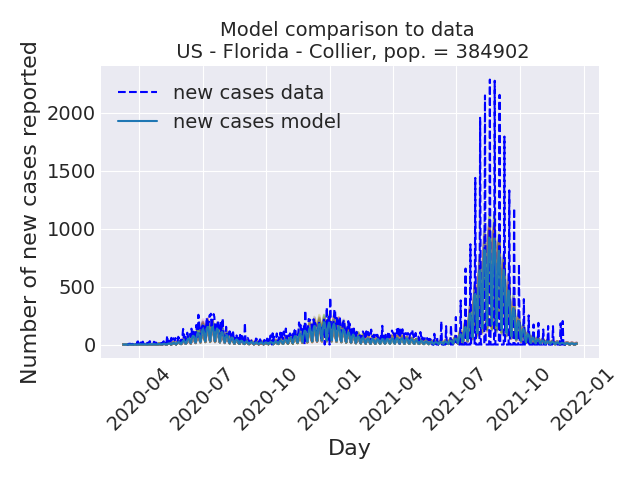 Model comparison to data
US - Florida - Collier, pop. = 384902
Number of new cases reported
new cases data
new cases model
2000
1500
1000
500
0
2020-04
2020-07
2020-10
2021-01
2021-04
2021-07
2021-10
2022-01
Day